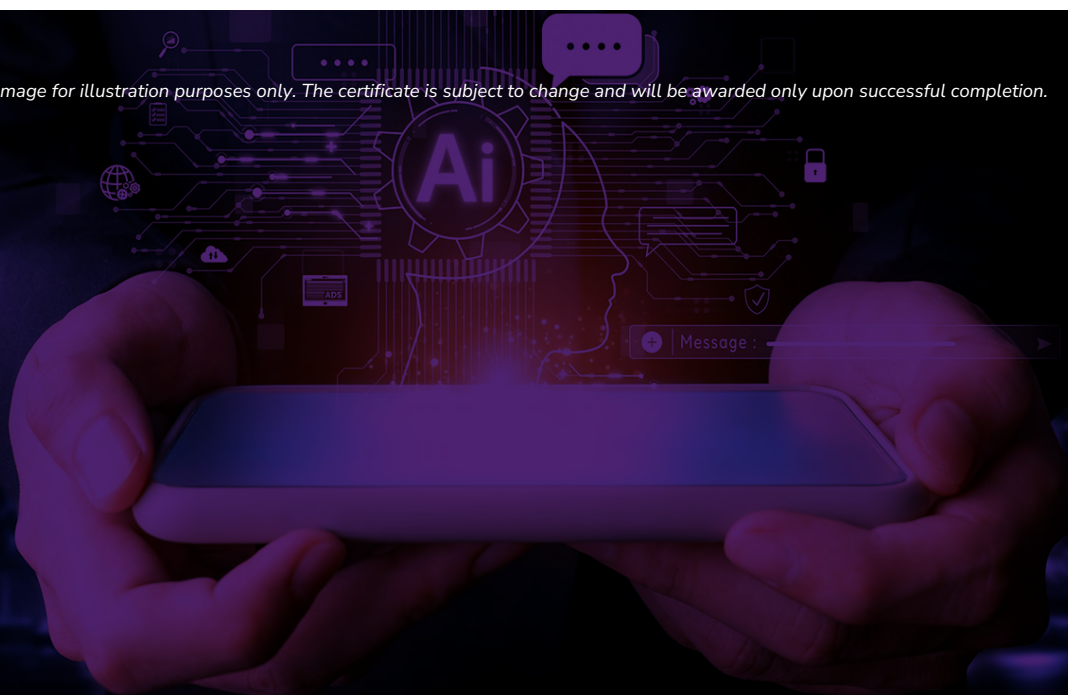 mage for illustration purposes only. The certificate is subject to change and will be awarded only upon successful completion.
Ai
ADS
Message :